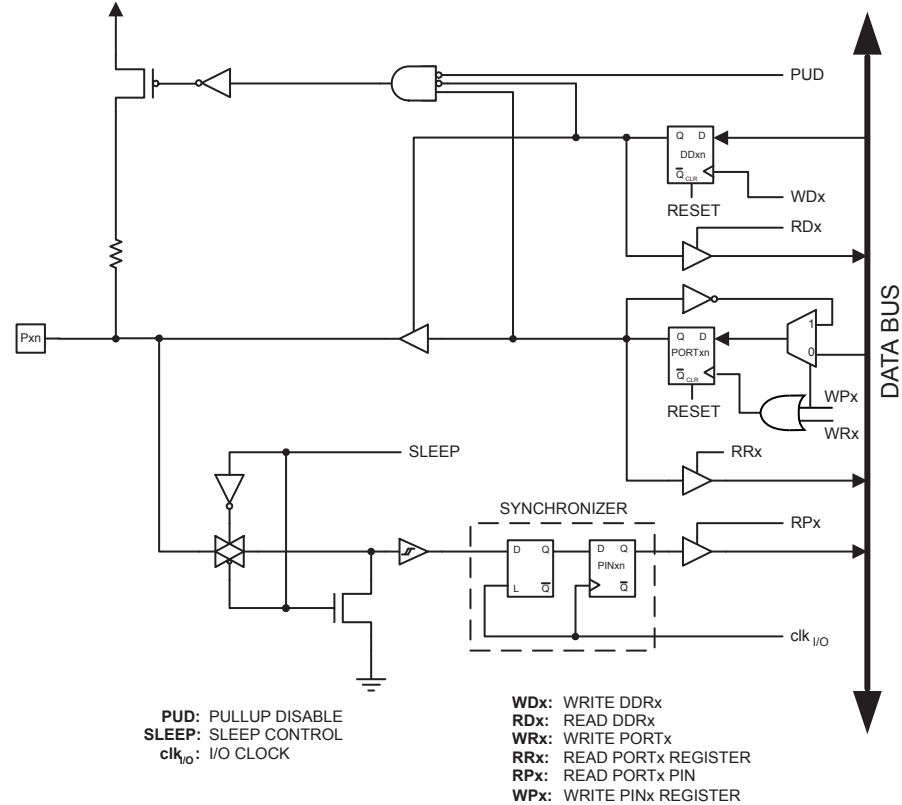 PUD
Q D
DDxn
Q CLR
WDx
RESET
RDx
Pxn
1
Q D
PORTxn
0
Q CLR
WPx
RESET
WRx
RRx
SLEEP
SYNCHRONIZER
RPx
D Q
D Q
PINxn
L Q
Q
clk I/O
DATA BUS
PUD: PULLUP DISABLE
SLEEP: SLEEP CONTROL
clkI/O: I/O CLOCK
WDx: WRITE DDRx
RDx: READ DDRx
WRx: WRITE PORTx
RRx: READ PORTx REGISTER
RPx: READ PORTx PIN
WPx: WRITE PINx REGISTER